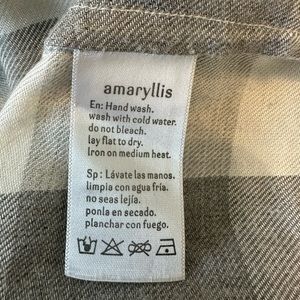 amaryllis
En: Hand wash.
wash with cold water.
do not bleach.
lay flat to dry.
Iron on medium heat.
Sp: Lávate las manos.
limpia con agua fría.
no seas lejía.
ponla en secado.
planchar con fuego.